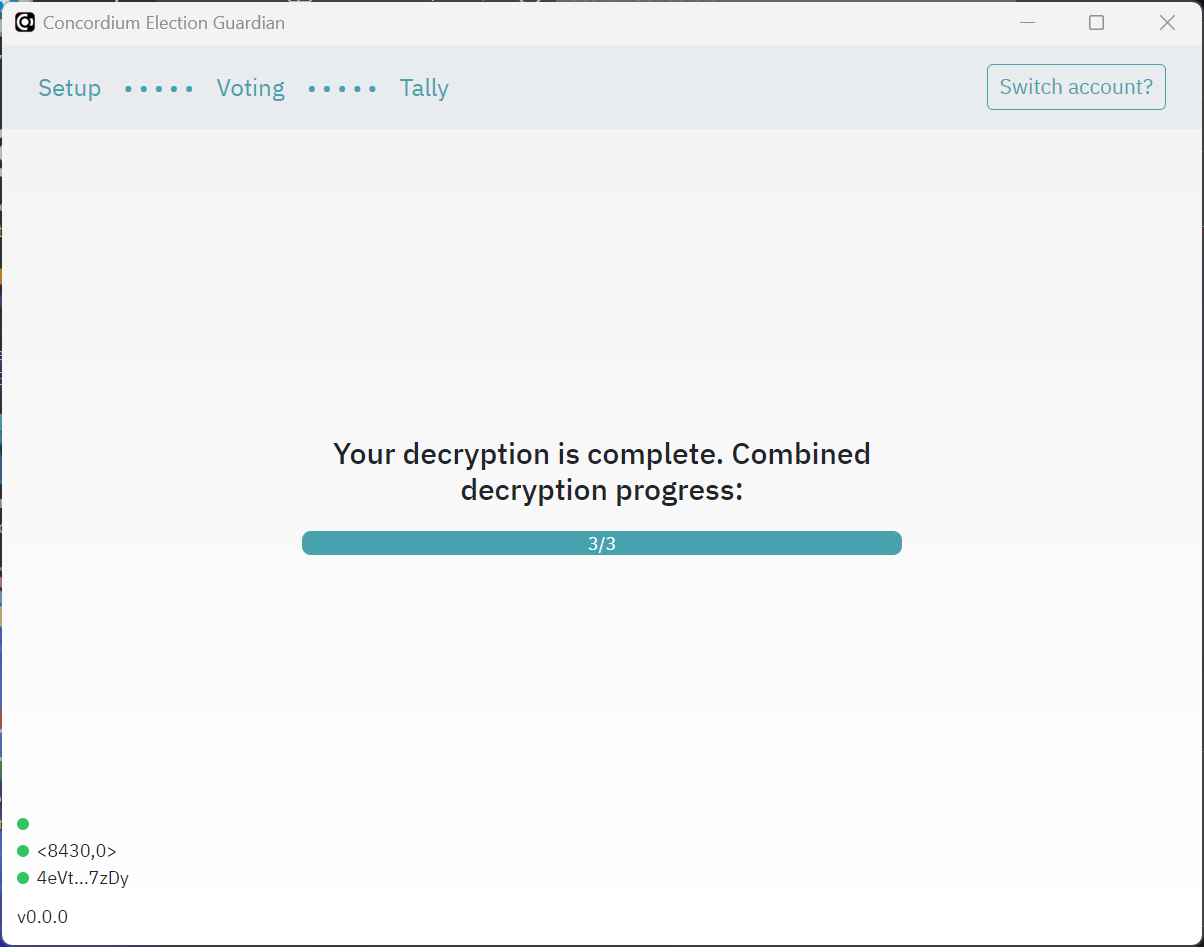 Concordium Election Guardian
Setup ····· Voting ····· Tally Switch account?
Your decryption is complete. Combined
decryption progress:
3/3
<8430,0>
4eVt...7zDy
v0.0.0